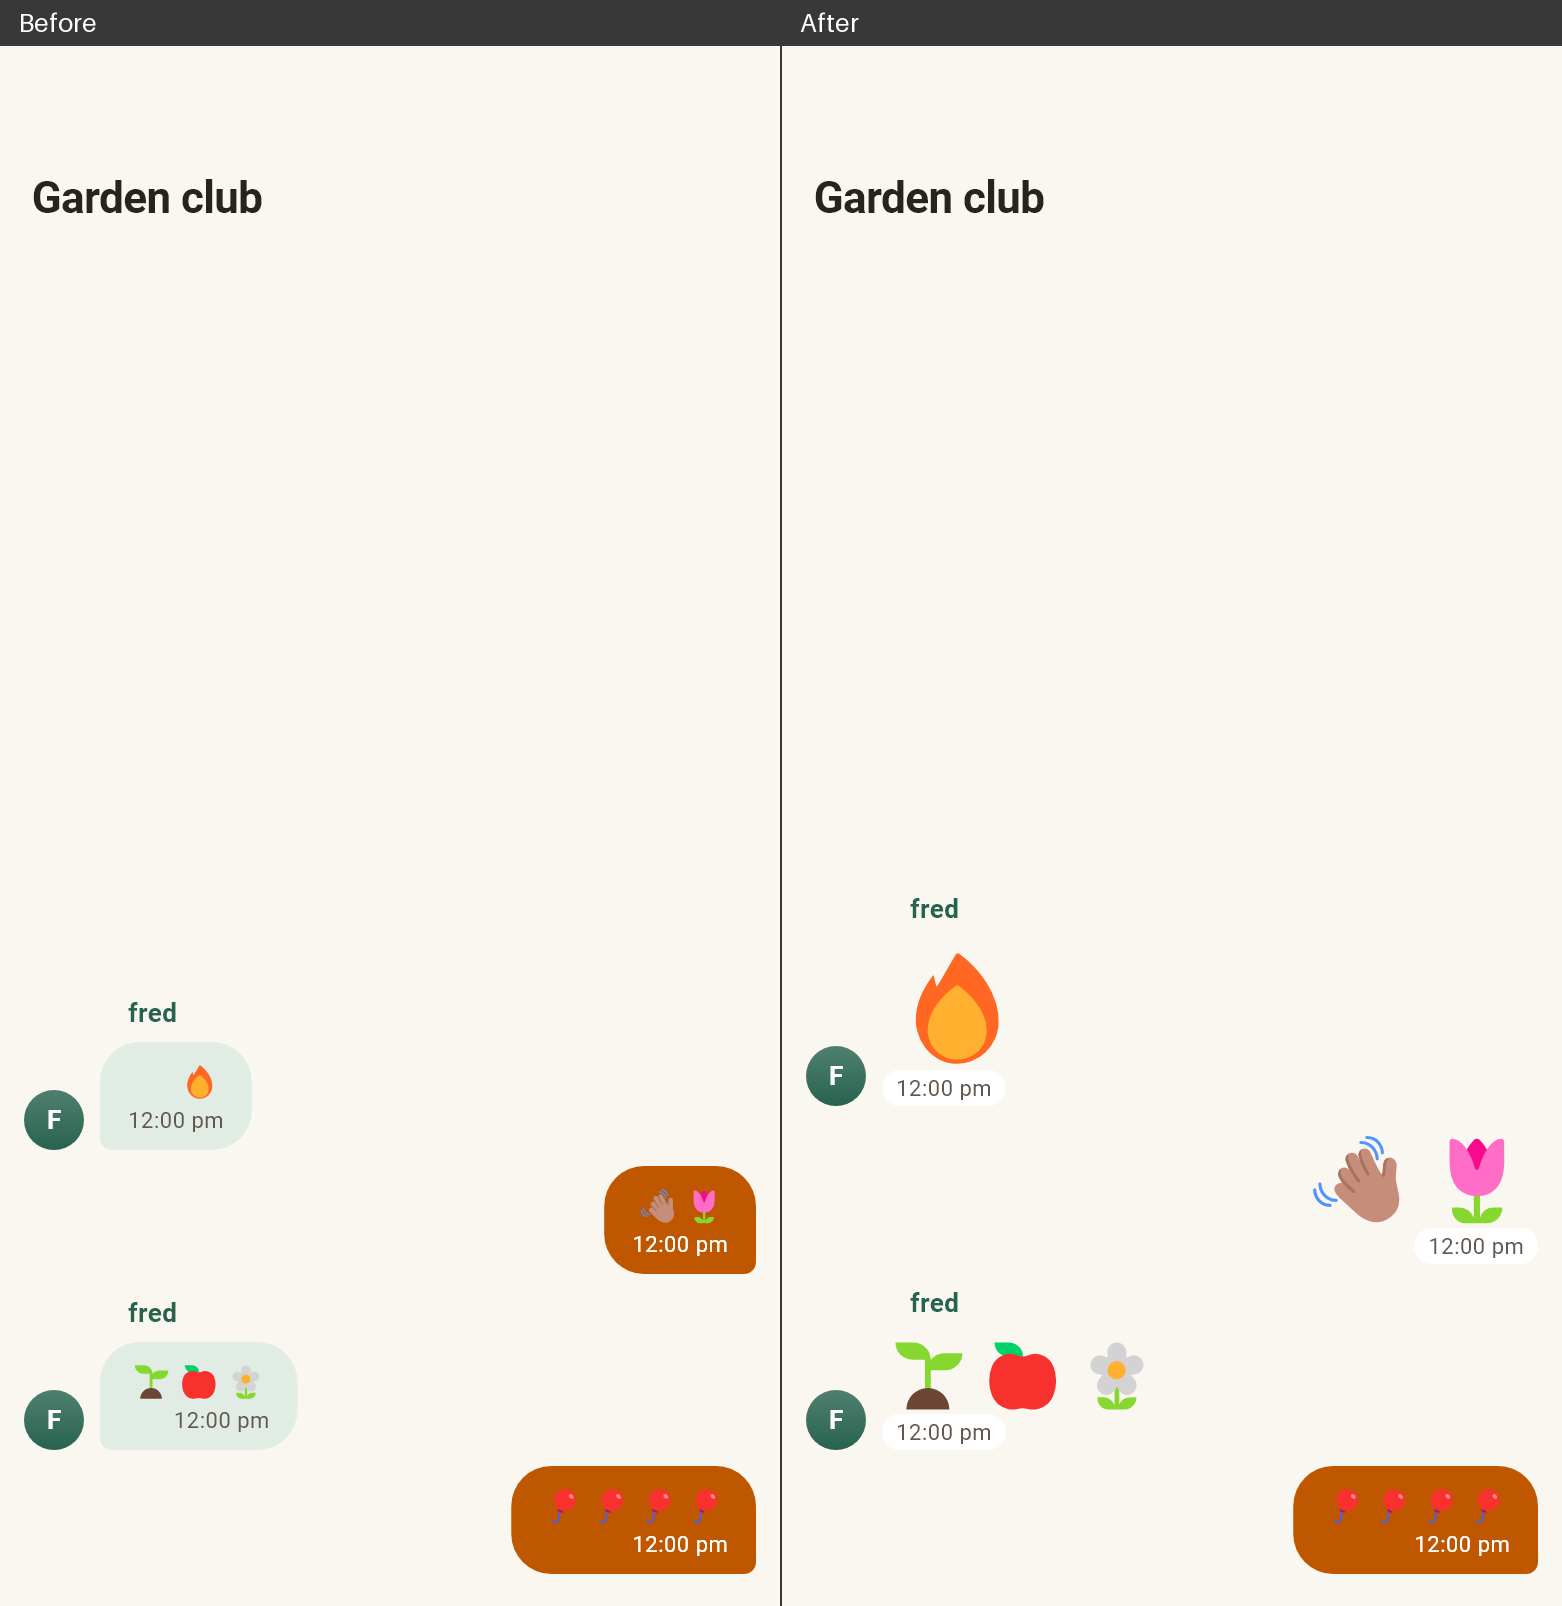 Before
Garden club
fred
🔥
F
12:00 pm
👋🏽 🌷
12:00 pm
fred
🌱 🍎 🌼
F
12:00 pm
🎈 🎈 🎈 🎈
12:00 pm
After
Garden club
fred
🔥
F
12:00 pm
👋🏽 🌷
12:00 pm
fred
🌱 🍎 🌼
F
12:00 pm
🎈 🎈 🎈 🎈
12:00 pm